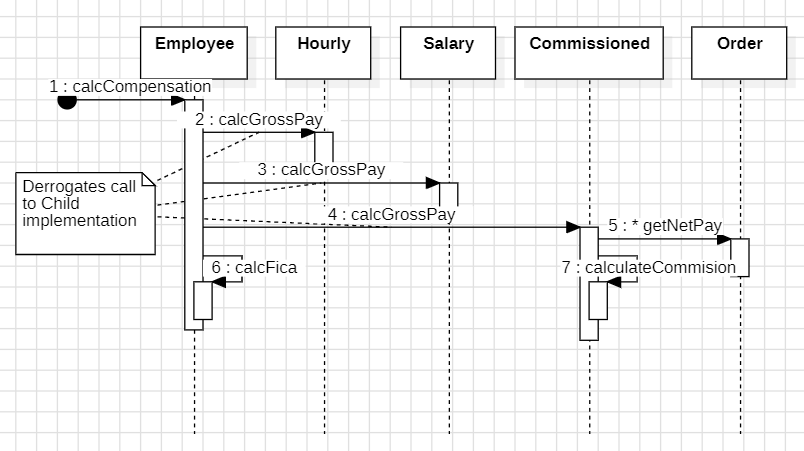 Employee
Hourly
Salary
Commissioned
Order
1 : calcCompensation
2 : calcGrossPay
3 : calcGrossPay
Derrogates call
to Child
implementation
4 : calcGrossPay
5 : * getNetPay
6 : calcFica
7 : calculateCommision